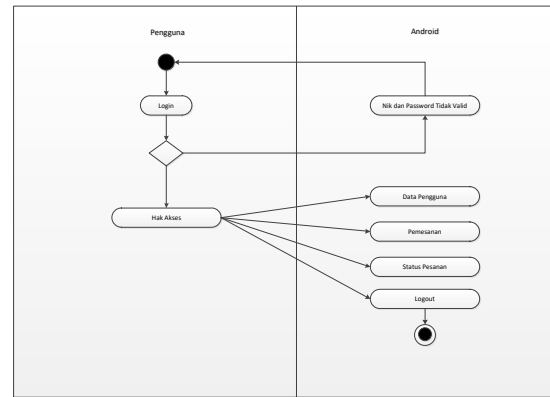 Pengguna
Android
Login
Nik dan Password Tidak Valid
Hak Akses
Data Pengguna
Pemesanan
Status Pesanan
Logout